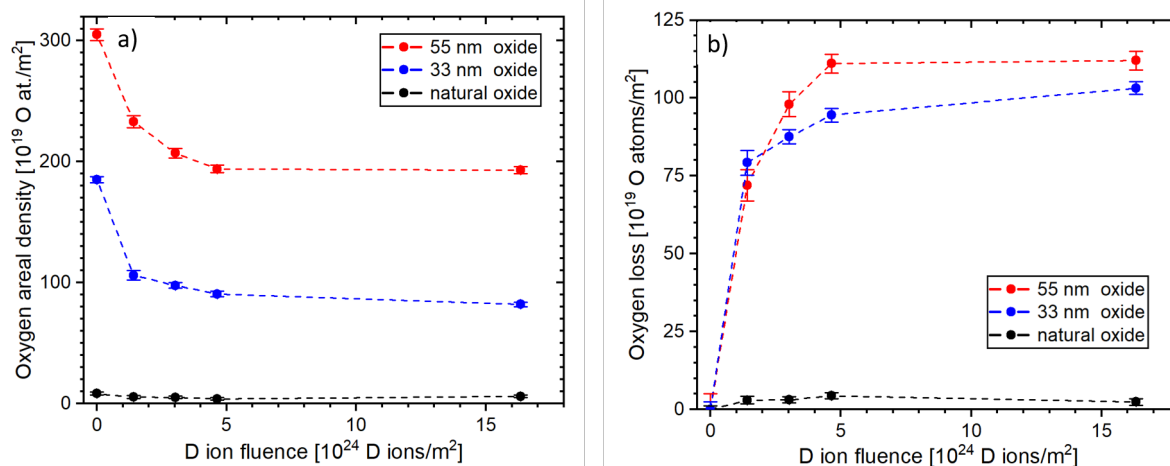 a)
55 nm oxide
33 nm oxide
natural oxide
Oxygen areal density [10¹⁹ O at./m²]
300
200
100
0
0 5 10 15
D ion fluence [10²⁴ D ions/m²]
b)
Oxygen loss [10¹⁹ O atoms/m²]
125
100
75
50
25
0
55 nm oxide
33 nm oxide
natural oxide
0 5 10 15
D ion fluence [10²⁴ D ions/m²]